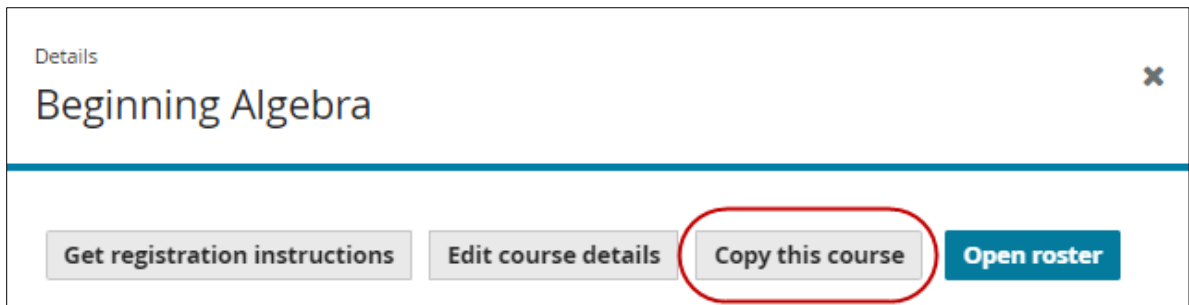 Details
Beginning Algebra
Get registration instructions Edit course details Copy this course Open roster